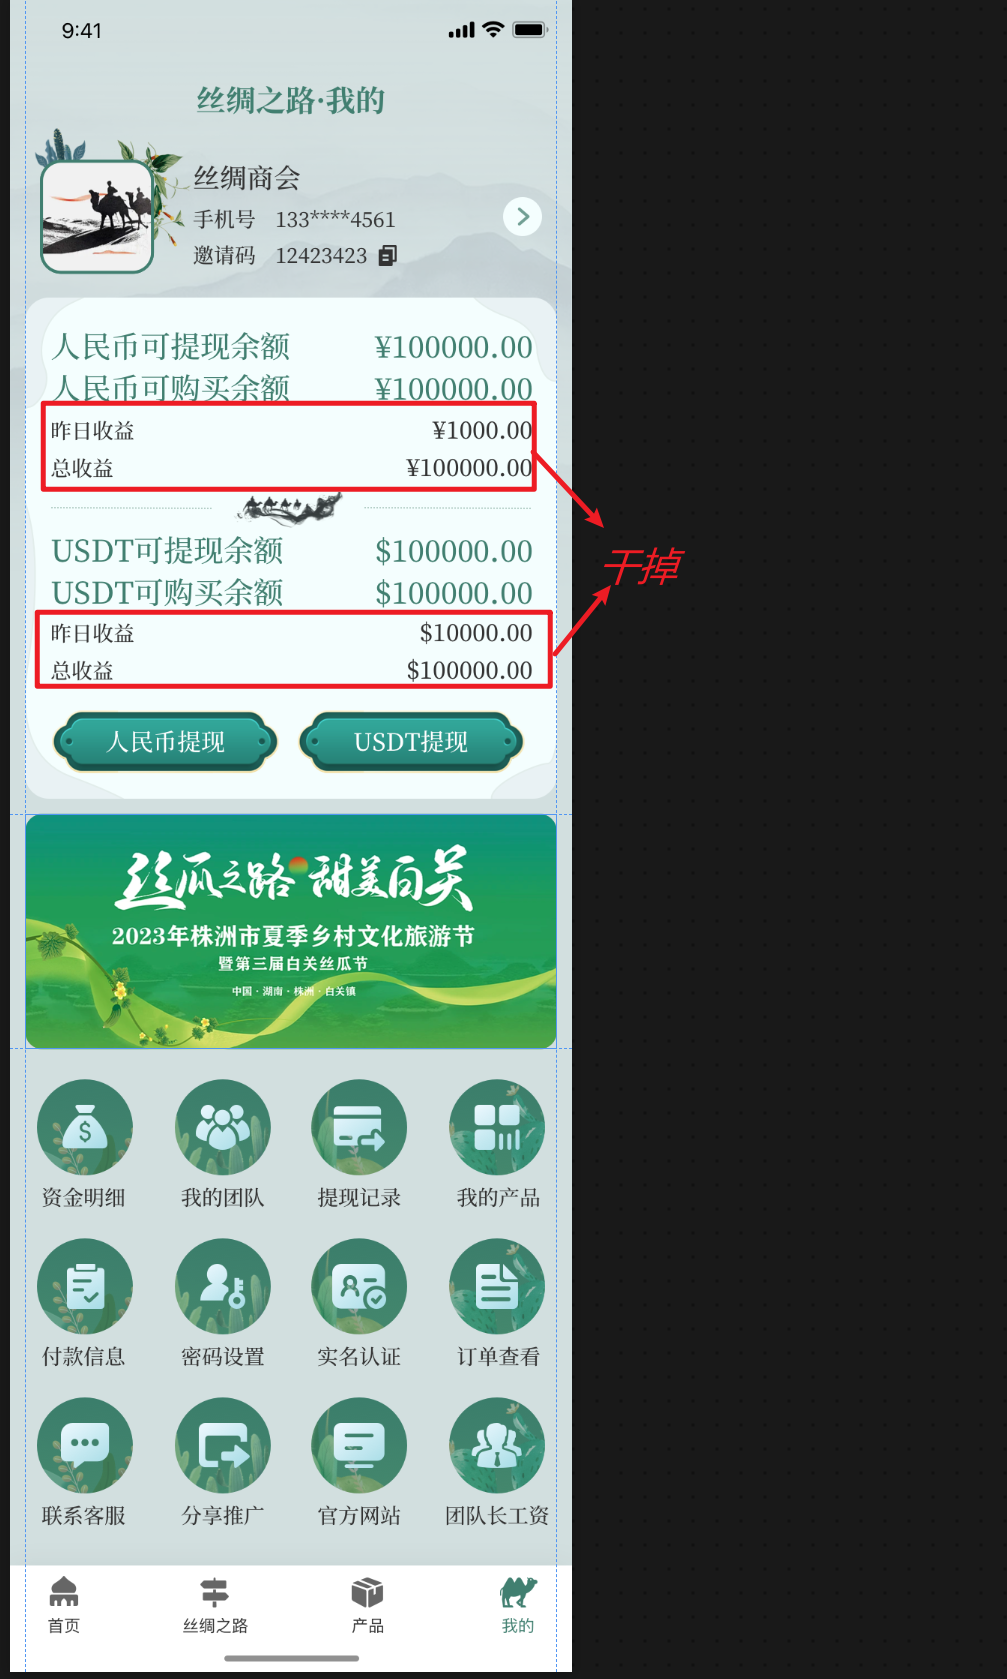 9:41
丝绸之路·我的
丝绸商会
手机号 133****4561
邀请码 12423423
人民币可提现余额 ¥100000.00
人民币可购买余额 ¥100000.00
昨日收益 ¥1000.00
总收益 ¥100000.00
USDT可提现余额 $100000.00
干掉
USDT可购买余额 $100000.00
昨日收益 $10000.00
总收益 $100000.00
人民币提现 USDT提现
丝瓜之路 甜美白关
2023年株洲市夏季乡村文化旅游节
暨第三届白关丝瓜节
中国·湖南·株洲·白关镇
资金明细 我的团队 提现记录 我的产品
付款信息 密码设置 实名认证 订单查看
联系客服 分享推广 官方网站 团队长工资
首页 丝绸之路 产品 我的